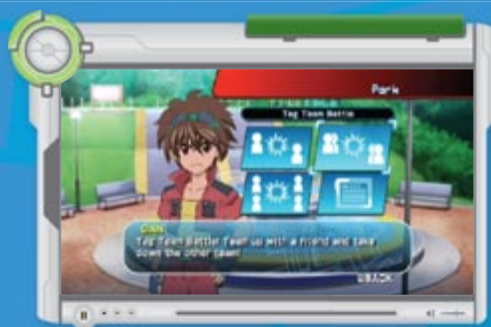 Park
Tag Team Battle
DAN
Tag Team Battle! Team up with a friend and take
down the other team!
BACK